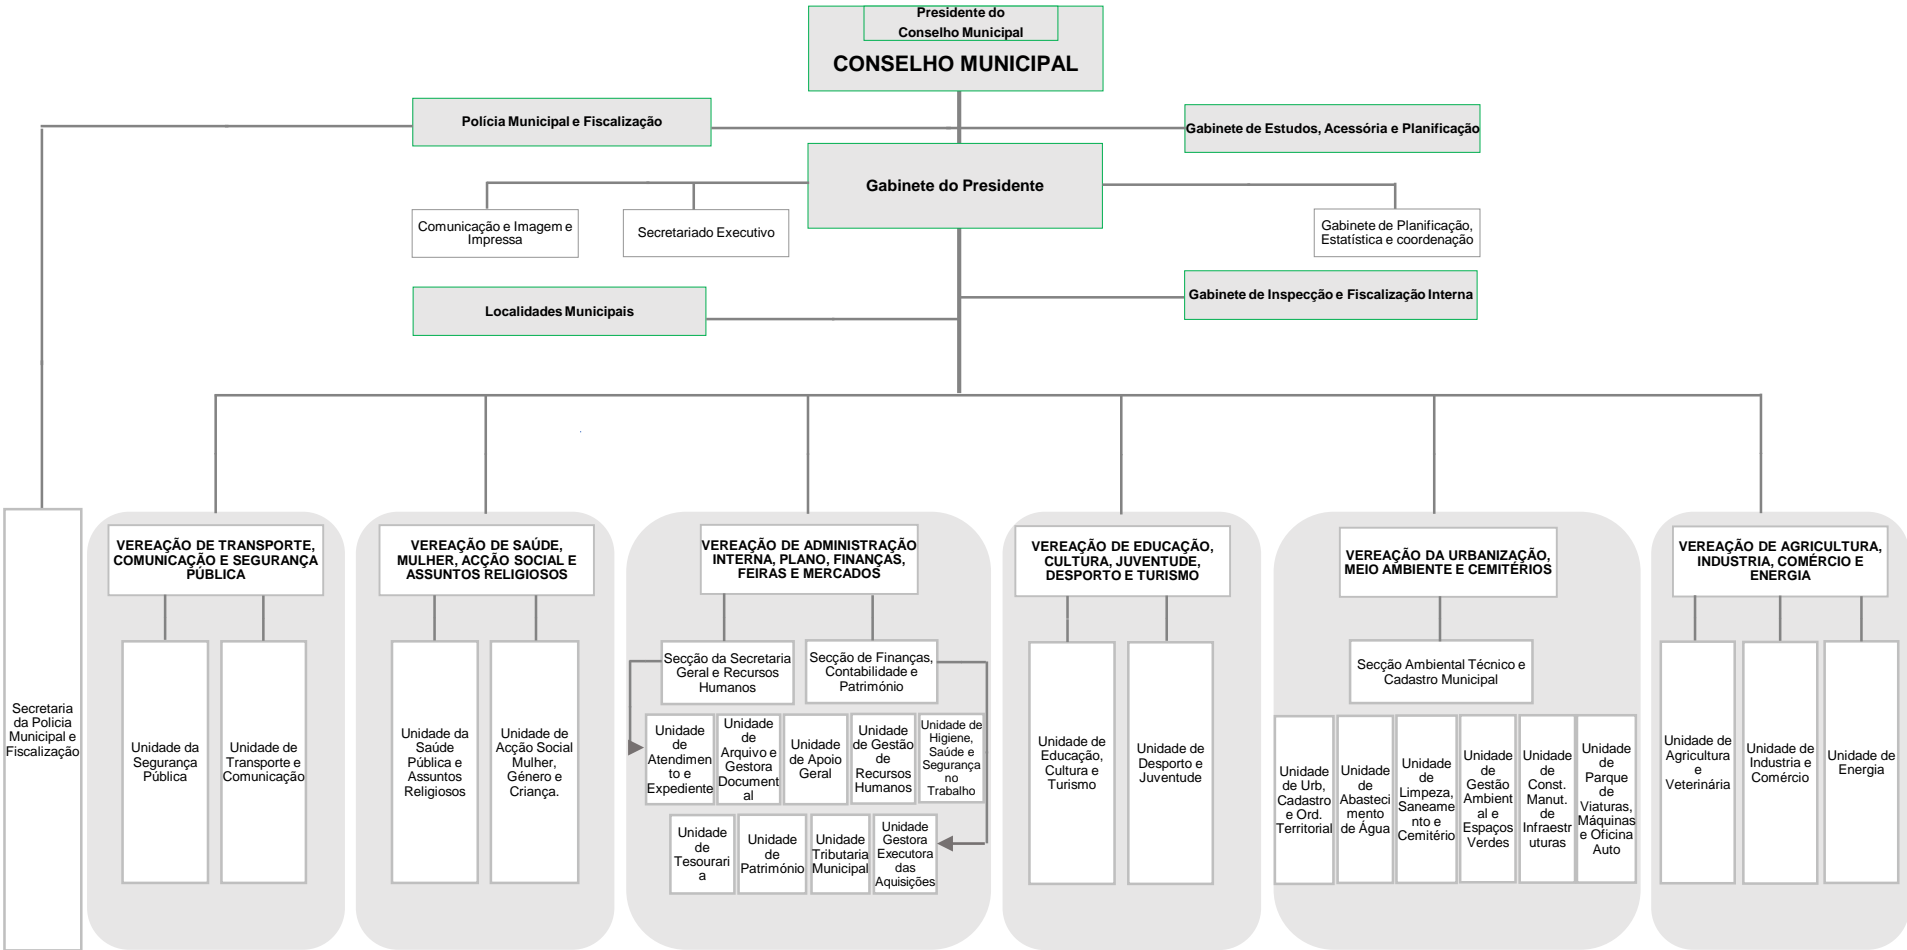 Presidente do
Conselho Municipal
CONSELHO MUNICIPAL
Polícia Municipal e Fiscalização
Gabinete de Estudos, Acessória e Planificação
Gabinete do Presidente
Comunicação e Imagem e
Impressa
Secretariado Executivo
Gabinete de Planificação,
Estatística e coordenação
Localidades Municipais
Gabinete de Inspecção e Fiscalização Interna
Secretaria
da Policia
Municipal e
Fiscalização
VEREAÇÃO DE TRANSPORTE,
COMUNICAÇÃO E SEGURANÇA
PÚBLICA
Unidade da
Segurança
Pública
Unidade de
Transporte e
Comunicação
VEREAÇÃO DE SAÚDE,
MULHER, ACÇÃO SOCIAL E
ASSUNTOS RELIGIOSOS
Unidade da
Saúde
Pública e
Assuntos
Religiosos
Unidade de
Acção Social
Mulher,
Género e
Criança.
VEREAÇÃO DE ADMINISTRAÇÃO
INTERNA, PLANO, FINANÇAS,
FEIRAS E MERCADOS
Secção da Secretaria
Geral e Recursos
Humanos
Secção de Finanças,
Contabilidade e
Património
Unidade
de
Atendime
nto e
Expediente
Unidade
de
Arquivo e
Gestora
Document
al
Unidade
de Apoio
Geral
Unidade
de Gestão
de
Recursos
Humanos
Unidade de
Higiene,
Saúde e
Segurança
no
Trabalho
Unidade
de
Tesourari
a
Unidade
de
Património
Unidade
Tributaria
Municipal
Unidade
Gestora
Executora
das
Aquisições
VEREAÇÃO DE EDUCAÇÃO,
CULTURA, JUVENTUDE,
DESPORTO E TURISMO
Unidade de
Educação,
Cultura e
Turismo
Unidade de
Desporto e
Juventude
VEREAÇÃO DA URBANIZAÇÃO,
MEIO AMBIENTE E CEMITÉRIOS
Secção Ambiental Técnico e
Cadastro Municipal
Unidade
de Urb,
Cadastro
e Ord.
Territorial
Unidade
de
Abasteci
mento
de Água
Unidade
de
Limpeza,
Saneame
nto e
Cemitério
Unidade
de
Gestão
Ambient
al e
Espaços
Verdes
Unidade
de
Const.
Manut.
de
Infraestr
uturas
Unidade
de
Parque
de
Viaturas,
Máquinas
e Oficina
Auto
VEREAÇÃO DE AGRICULTURA,
INDUSTRIA, COMÉRCIO E
ENERGIA
Unidade de
Agricultura
e
Veterinária
Unidade de
Industria e
Comércio
Unidade de
Energia